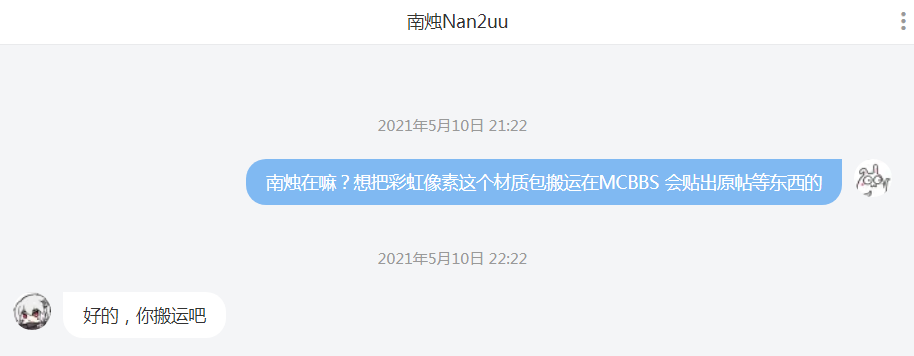 南烛Nan2uu
2021年5月10日 21:22
南烛在嘛？想把彩虹像素这个材质包搬运在MCBBS 会贴出原帖等东西的
2021年5月10日 22:22
好的，你搬运吧